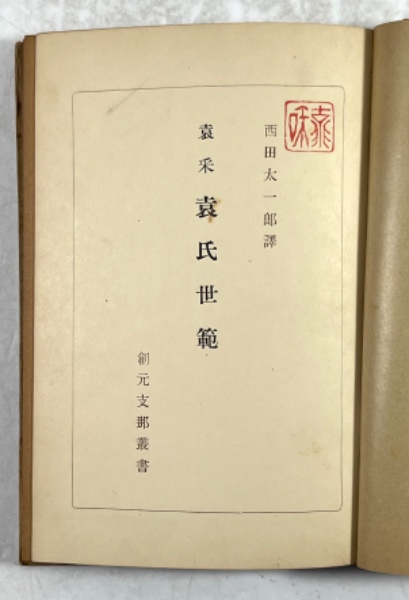 西田太一郎譯
袁采 袁氏世範
創元支那叢書